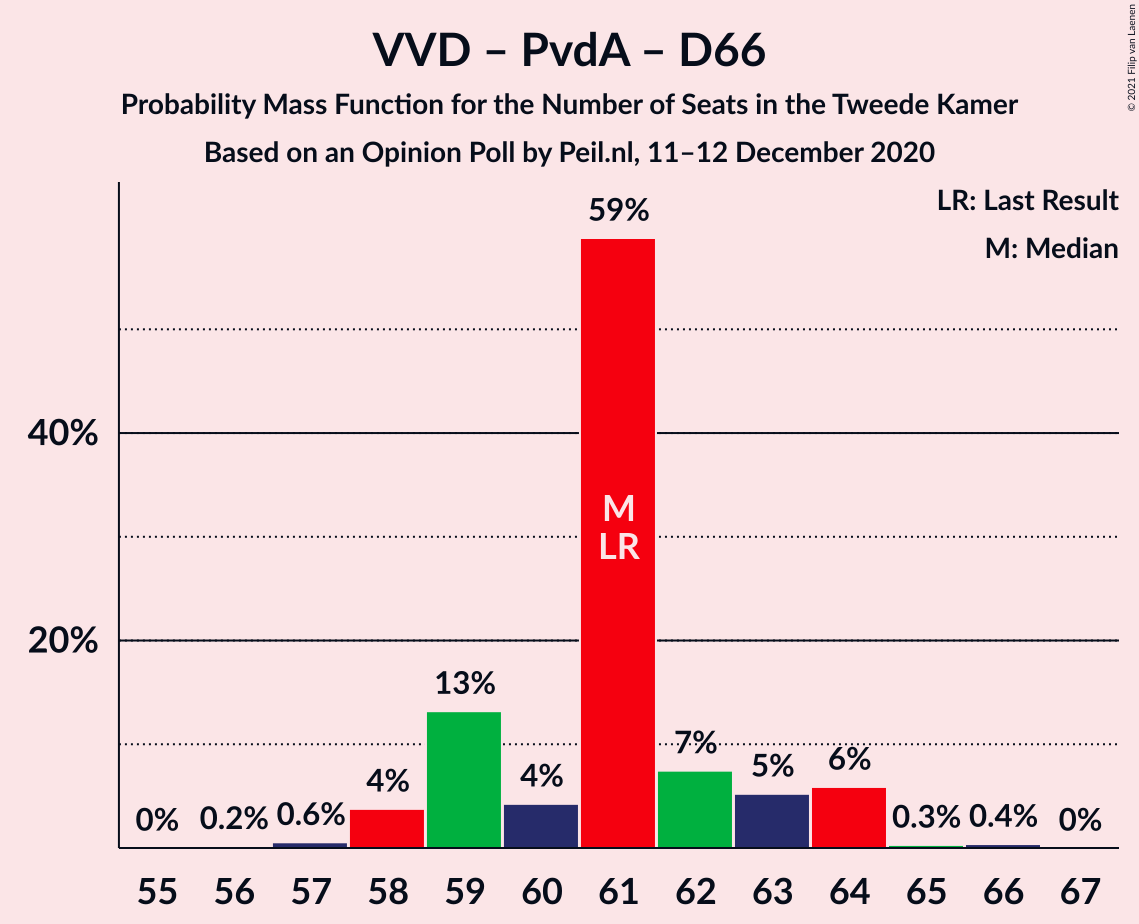 VVD – PvdA – D66
Probability Mass Function for the Number of Seats in the Tweede Kamer
Based on an Opinion Poll by Peil.nl, 11–12 December 2020
© 2021 Filip van Laenen
LR: Last Result
M: Median
59%
40%
M
LR
20%
13%
7%
6%
5%
4%
4%
0.6%
0.2%
0%
0.3%
0.4%
0%
55 56 57 58 59 60 61 62 63 64 65 66 67